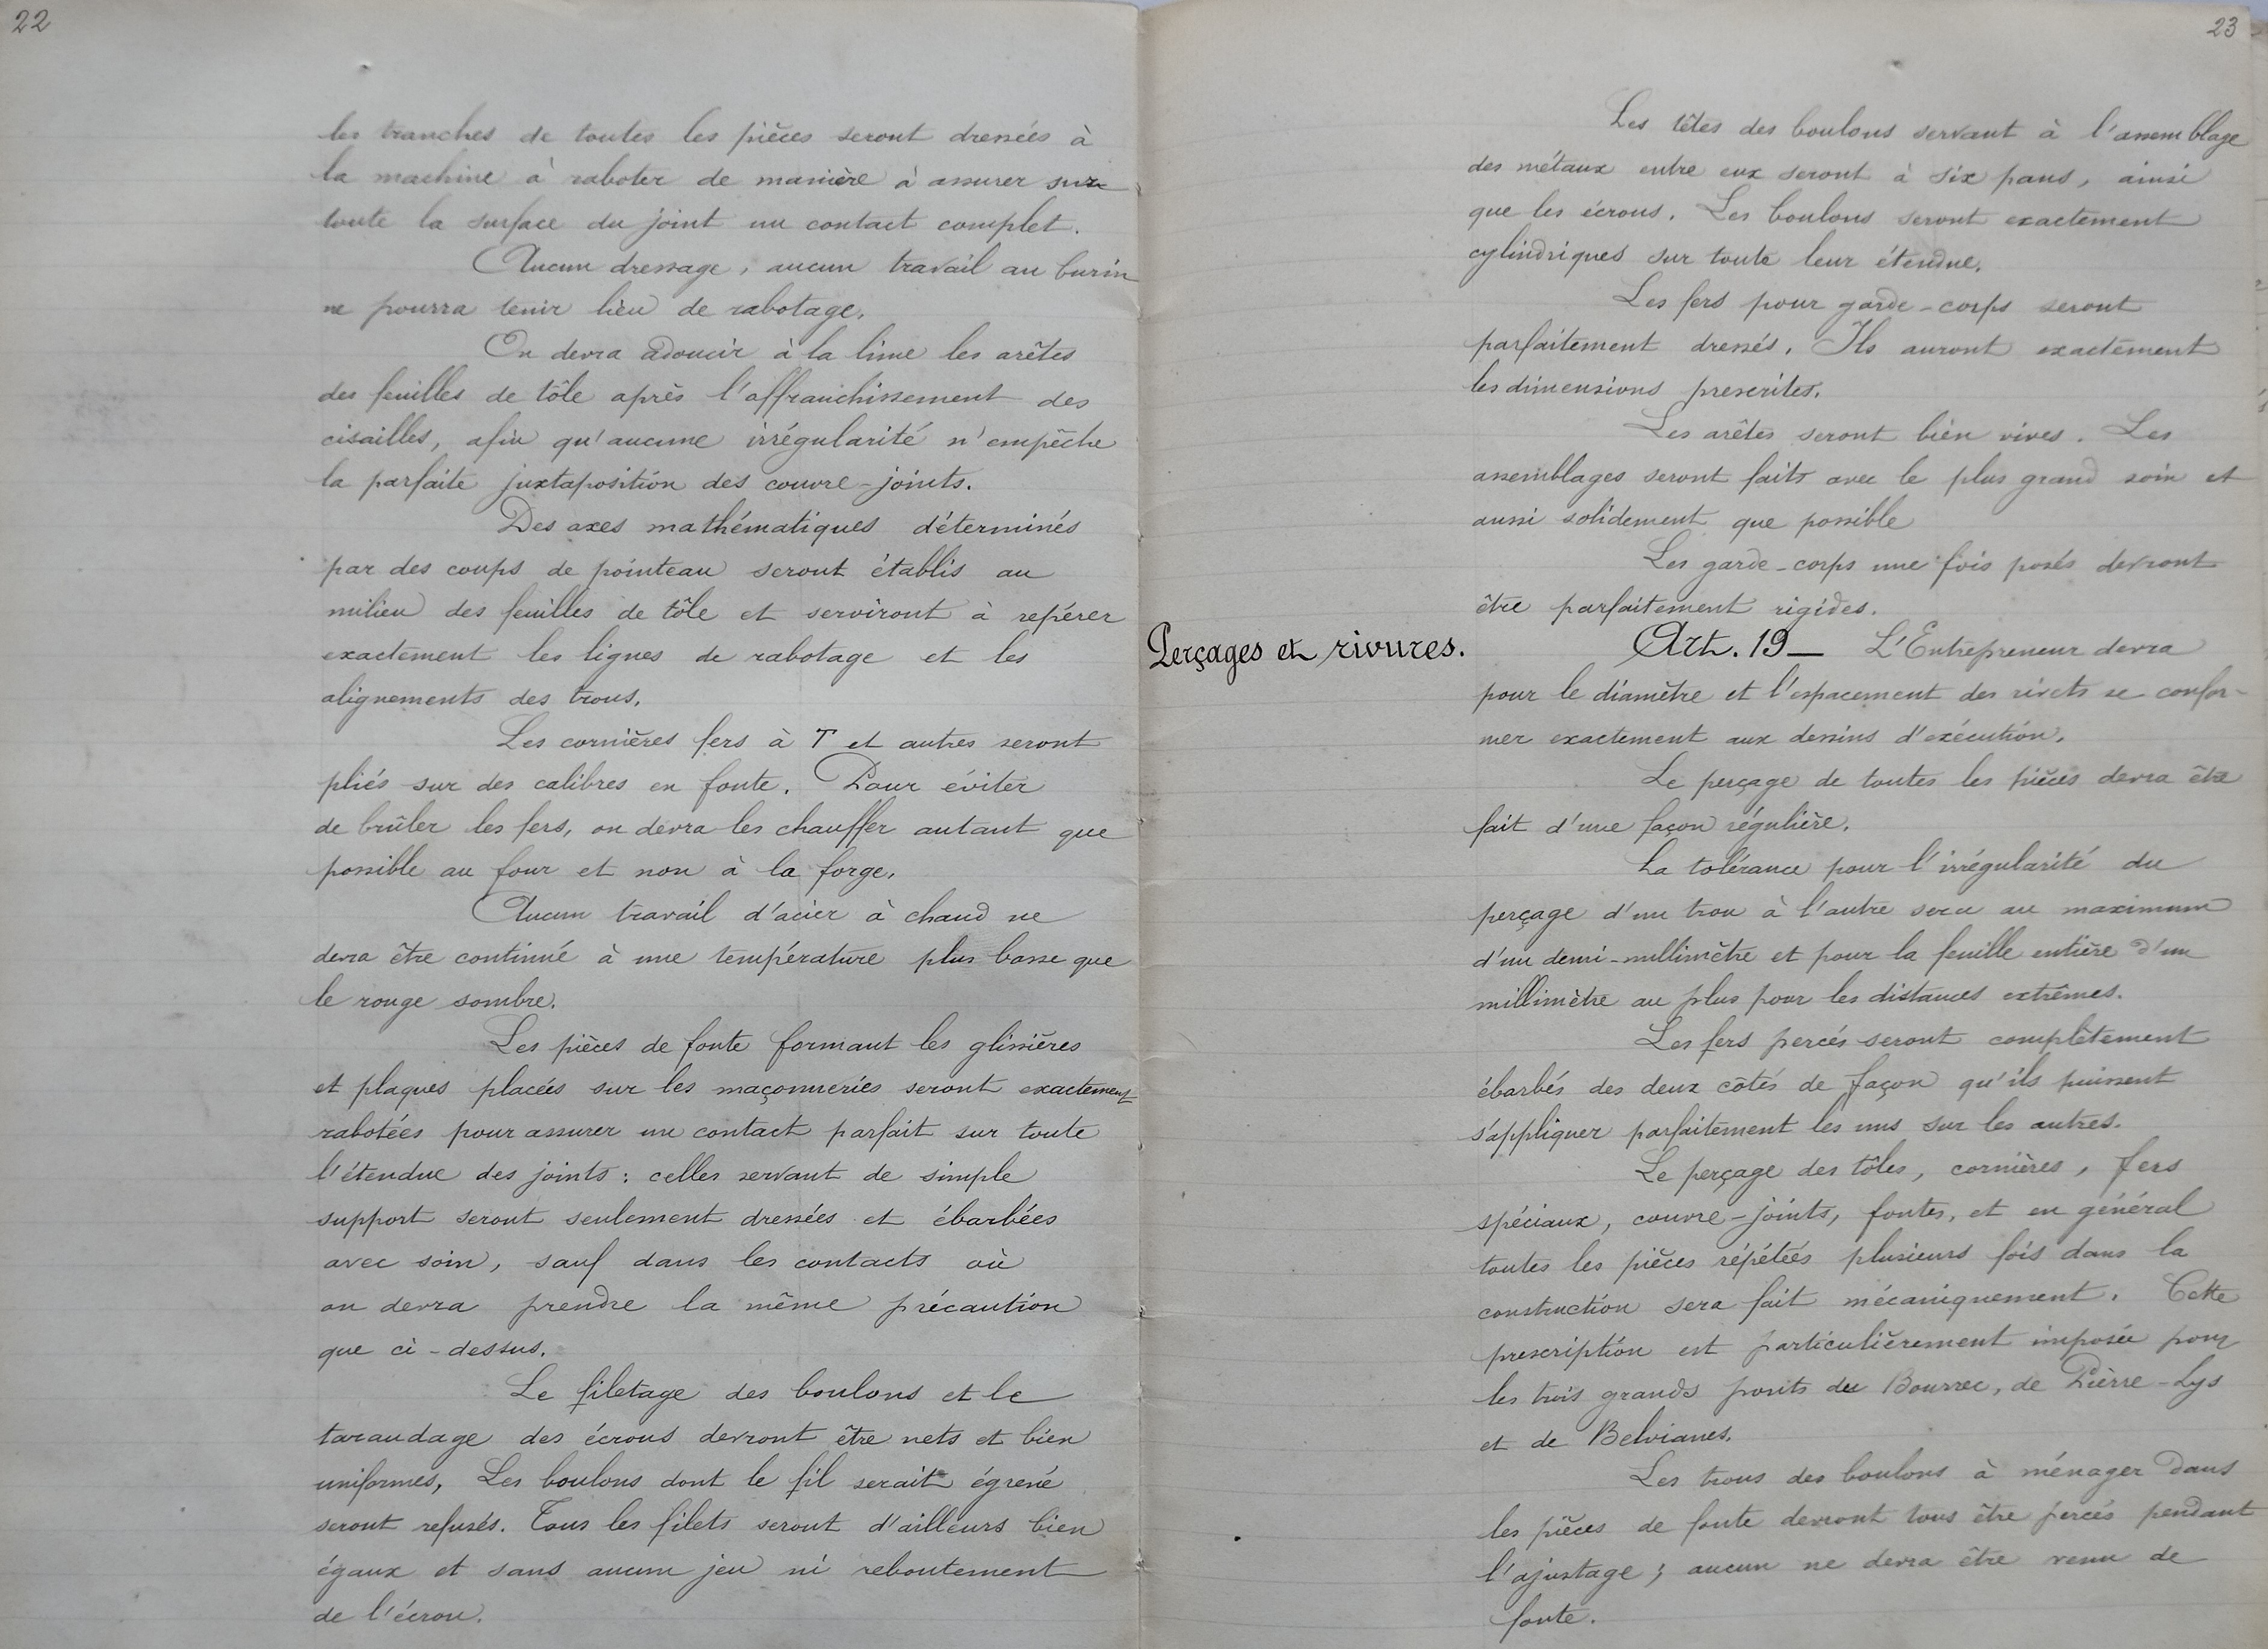 22
les tranches de toutes les pièces seront dressées à
la machine à raboter de manière à assurer sur
toute la surface du joint un contact complet.
Aucun dressage, aucun travail au burin
ne pourra tenir lieu de rabotage.
On devra adoucir à la lime les arêtes
des feuilles de tôle après l'affranchissement des
cisailles, afin qu'aucune irrégularité n'empêche
la parfaite juxtaposition des couvre-joints.
Des axes mathématiques déterminés
par des coups de pointeau seront établis au
milieu des feuilles de tôle et serviront à repérer
exactement les lignes de rabotage et les
alignements des trous.
Les cornières fers à T et autres seront
pliés sur des calibres en fonte. Pour éviter
de brûler les fers, on devra les chauffer autant que
possible au four et non à la forge.
Aucun travail d'acier à chaud ne
devra être continué à une température plus basse que
le rouge sombre.
Les pièces de fonte formant les glissières
et plaques placées sur les maçonneries seront exactement
rabotées pour assurer un contact parfait sur toute
l'étendue des joints : celles servant de simple
support seront seulement dressées et ébarbées
avec soin, sauf dans les contacts où
on devra prendre la même précaution
que ci-dessus.
Le filetage des boulons et le
taraudage des écrous devront être nets et bien
uniformes. Les boulons dont le fil serait égrené
seront refusés. Tous les filets seront d'ailleurs bien
égaux et sans aucun jeu ni reboutement
de l'écrou.
23
Les têtes des boulons servant à l'assemblage
des métaux entre eux seront à six pans, ainsi
que les écrous. Les boulons seront exactement
cylindriques sur toute leur étendue.
Les fers pour garde-corps seront
parfaitement dressés. Ils auront exactement
les dimensions prescrites.
Les arêtes seront bien vives. Les
assemblages seront faits avec le plus grand soin et
aussi solidement que possible
Les garde-corps une fois posés devront
être parfaitement rigides.
Perçages et rivures.
Art. 19 _ L'Entrepreneur devra
pour le diamètre et l'espacement des rivets se confor-
mer exactement aux dessins d'exécution.
Le perçage de toutes les pièces devra être
fait d'une façon régulière.
La tolérance pour l'irrégularité du
perçage d'un trou à l'autre sera au maximum
d'un demi-millimètre et pour la feuille entière d'un
millimètre au plus pour les distances extrêmes.
Les fers percés seront complètement
ébarbés des deux côtés de façon qu'ils puissent
s'appliquer parfaitement les uns sur les autres.
Le perçage des tôles, cornières, fers
spéciaux, couvre-joints, fontes, et en général
toutes les pièces répétées plusieurs fois dans la
construction sera fait mécaniquement. Cette
prescription est particulièrement imposée pour
les trois grands ponts du Bourrec, de Pierre-Lys
et de Belvianes.
Les trous des boulons à ménager dans
les pièces de fonte devront tous être percés pendant
l'ajustage ; aucun ne devra être venu de
fonte.